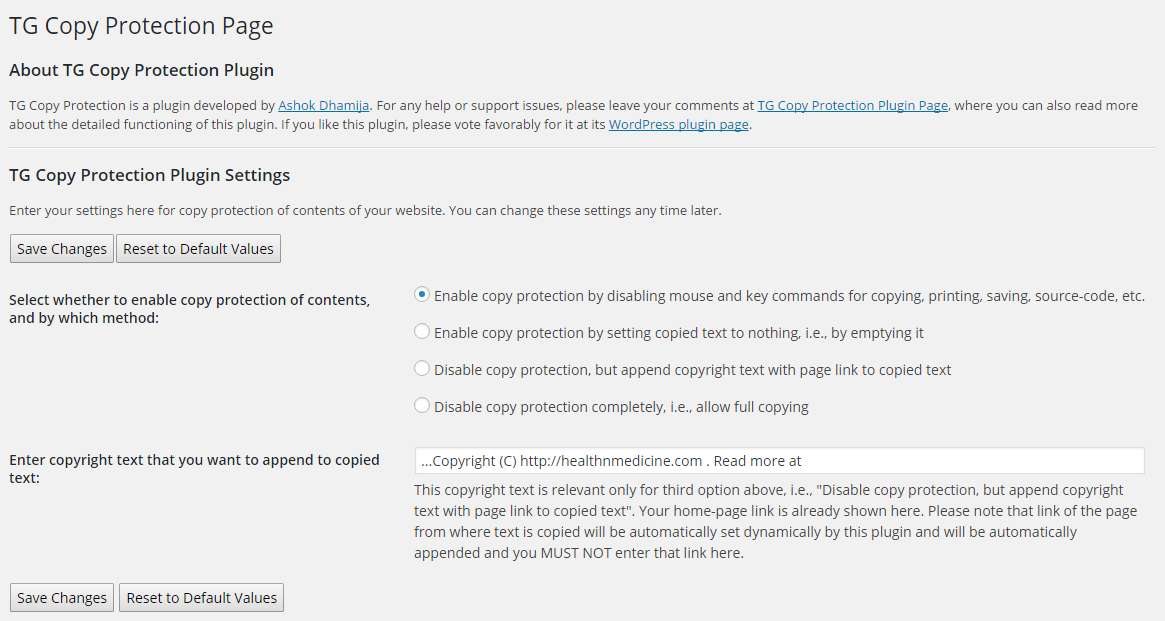 TG Copy Protection Page
About TG Copy Protection Plugin
TG Copy Protection is a plugin developed by Ashok Dhamija. For any help or support issues, please leave your comments at TG Copy Protection Plugin Page, where you can also read more
about the detailed functioning of this plugin. If you like this plugin, please vote favorably for it at its WordPress plugin page.
TG Copy Protection Plugin Settings
Enter your settings here for copy protection of contents of your website. You can change these settings any time later.
Save Changes Reset to Default Values
Select whether to enable copy protection of contents,
and by which method:
Enable copy protection by disabling mouse and key commands for copying, printing, saving, source-code, etc.
Enable copy protection by setting copied text to nothing, i.e., by emptying it
Disable copy protection, but append copyright text with page link to copied text
Disable copy protection completely, i.e., allow full copying
Enter copyright text that you want to append to copied
text:
...Copyright (C) http://healthnmedicine.com . Read more at
This copyright text is relevant only for third option above, i.e., "Disable copy protection, but append copyright
text with page link to copied text". Your home-page link is already shown here. Please note that link of the page
from where text is copied will be automatically set dynamically by this plugin and will be automatically
appended and you MUST NOT enter that link here.
Save Changes Reset to Default Values